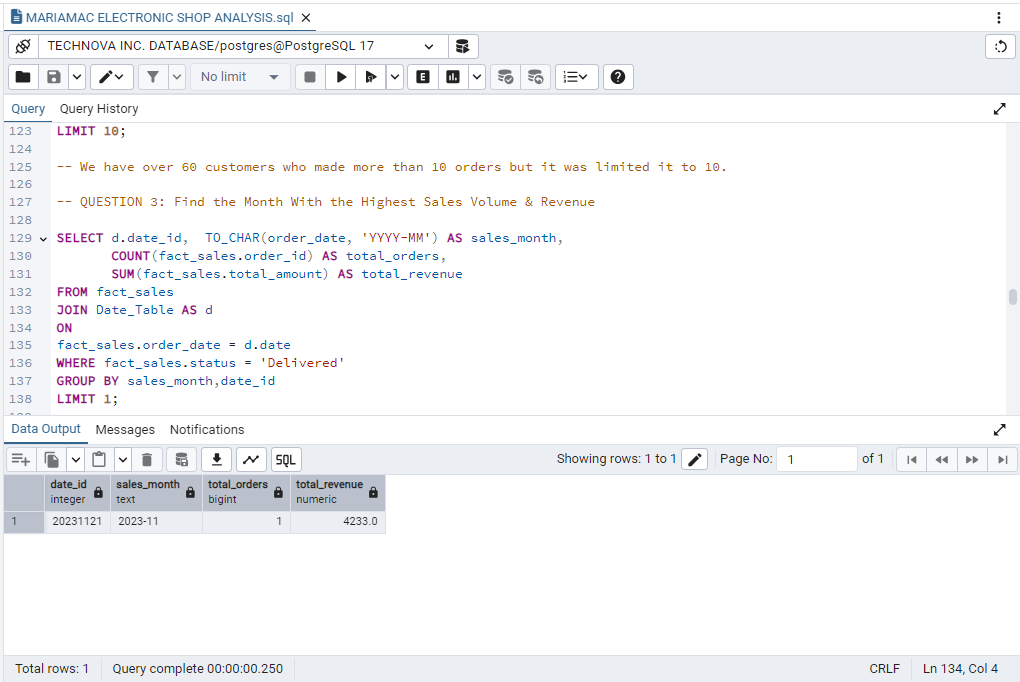 MARIAMAC ELECTRONIC SHOP ANALYSIS.sql
TECHNOVA INC. DATABASE/postgres@PostgreSQL 17
No limit
E
Query Query History
123 LIMIT 10;
124
125 -- We have over 60 customers who made more than 10 orders but it was limited it to 10.
126
127 -- QUESTION 3: Find the Month With the Highest Sales Volume & Revenue
128
129 SELECT d.date_id,  TO_CHAR(order_date, 'YYYY-MM') AS sales_month,
130 COUNT(fact_sales.order_id) AS total_orders,
131 SUM(fact_sales.total_amount) AS total_revenue
132 FROM fact_sales
133 JOIN Date_Table AS d
134 ON
135 fact_sales.order_date = d.date
136 WHERE fact_sales.status = 'Delivered'
137 GROUP BY sales_month,date_id
138 LIMIT 1;
Data Output Messages Notifications
SQL Showing rows: 1 to 1 Page No: 1 of 1
date_id sales_month total_orders total_revenue
integer text bigint numeric
1 20231121 2023-11 1 4233.0
Total rows: 1 Query complete 00:00:00.250 CRLF Ln 134, Col 4